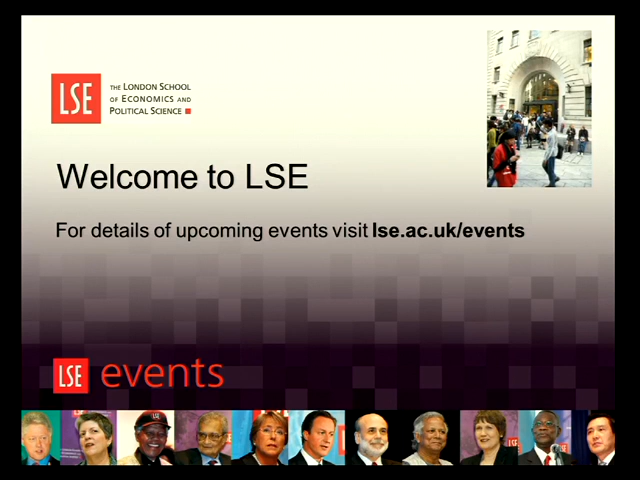 LSE
THE LONDON SCHOOL
OF ECONOMICS AND
POLITICAL SCIENCE
Welcome to LSE
For details of upcoming events visit lse.ac.uk/events
LSE events